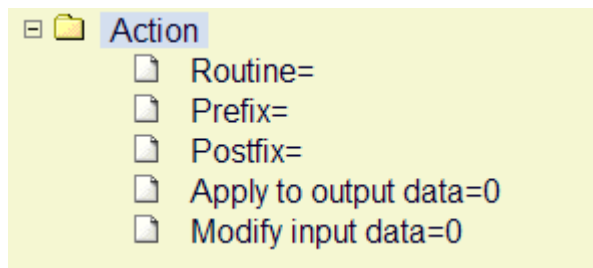 Action
Routine=
Prefix=
Postfix=
Apply to output data=0
Modify input data=0